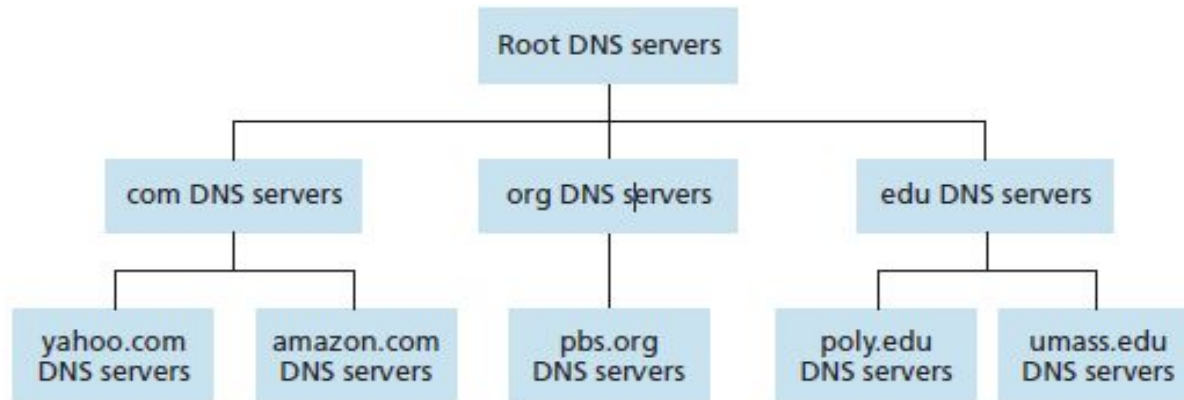 Root DNS servers
com DNS servers
org DNS servers
edu DNS servers
yahoo.com
DNS servers
amazon.com
DNS servers
pbs.org
DNS servers
poly.edu
DNS servers
umass.edu
DNS servers